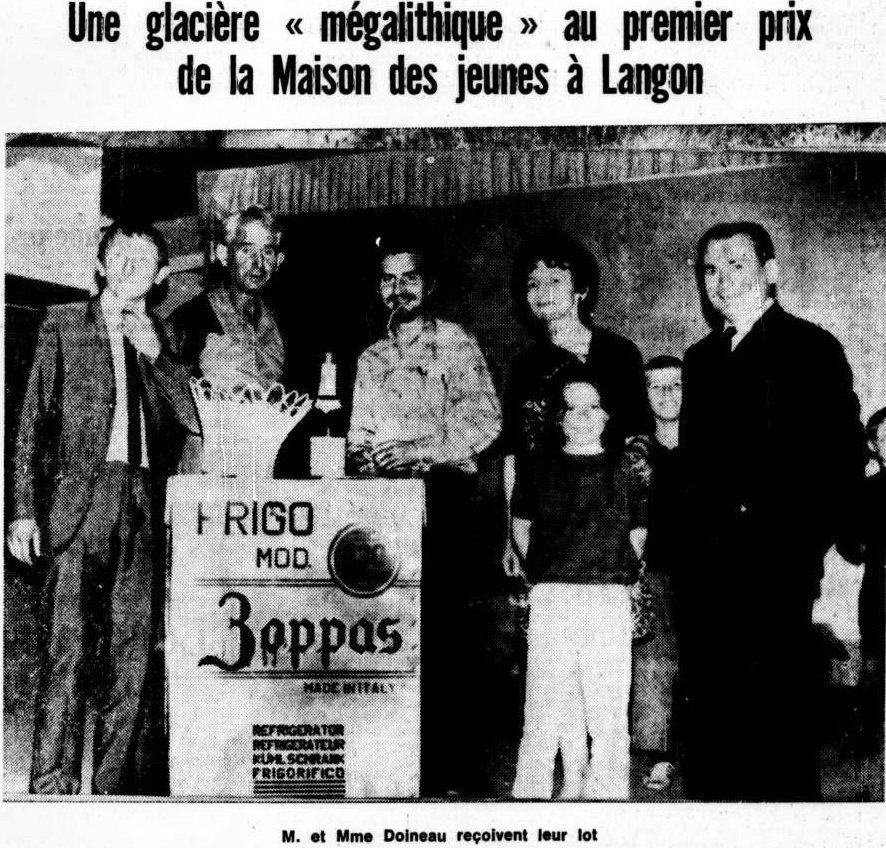 Une glacière « mégalithique » au premier prix
de la Maison des jeunes à Langon
FRIGO
MOD.
Zoppas
MADE IN ITALY
REFRIGERATOR
REFRIGERATEUR
KUHLSCHRANK
FRIGORIFICO
M. et Mme Doineau reçoivent leur lot